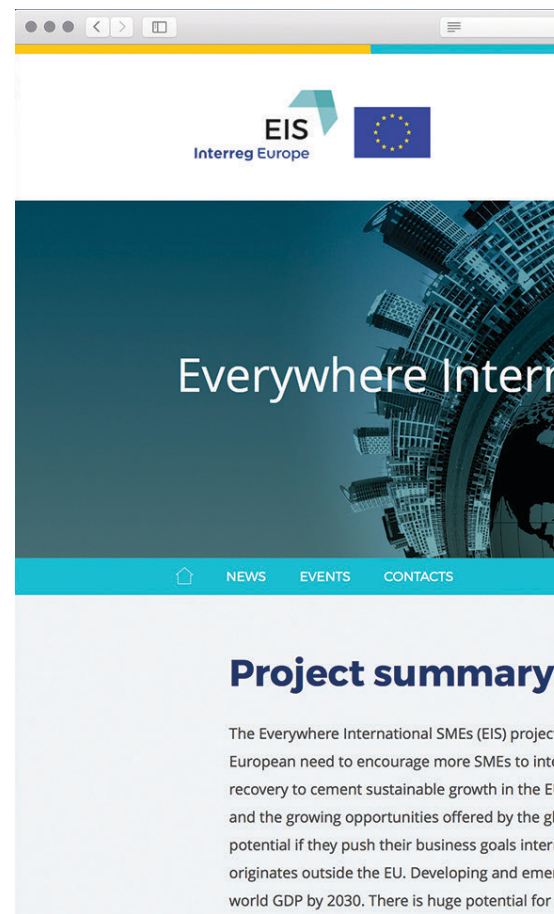 EIS
Interreg Europe
Everywhere Intern
NEWS EVENTS CONTACTS
Project summary
The Everywhere International SMEs (EIS) projec
European need to encourage more SMEs to inte
recovery to cement sustainable growth in the E
and the growing opportunities offered by the gl
potential if they push their business goals inter
originates outside the EU. Developing and emer
world GDP by 2030. There is huge potential for